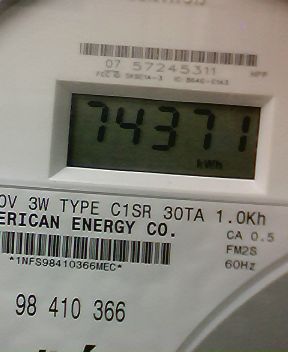 07 57245311
74371
kWh
0V 3W TYPE C1SR 30TA 1.0Kh
ERICAN ENERGY CO.
CA 0.5
FM2S
*1NFS98410366MEC*
60Hz
98 410 366